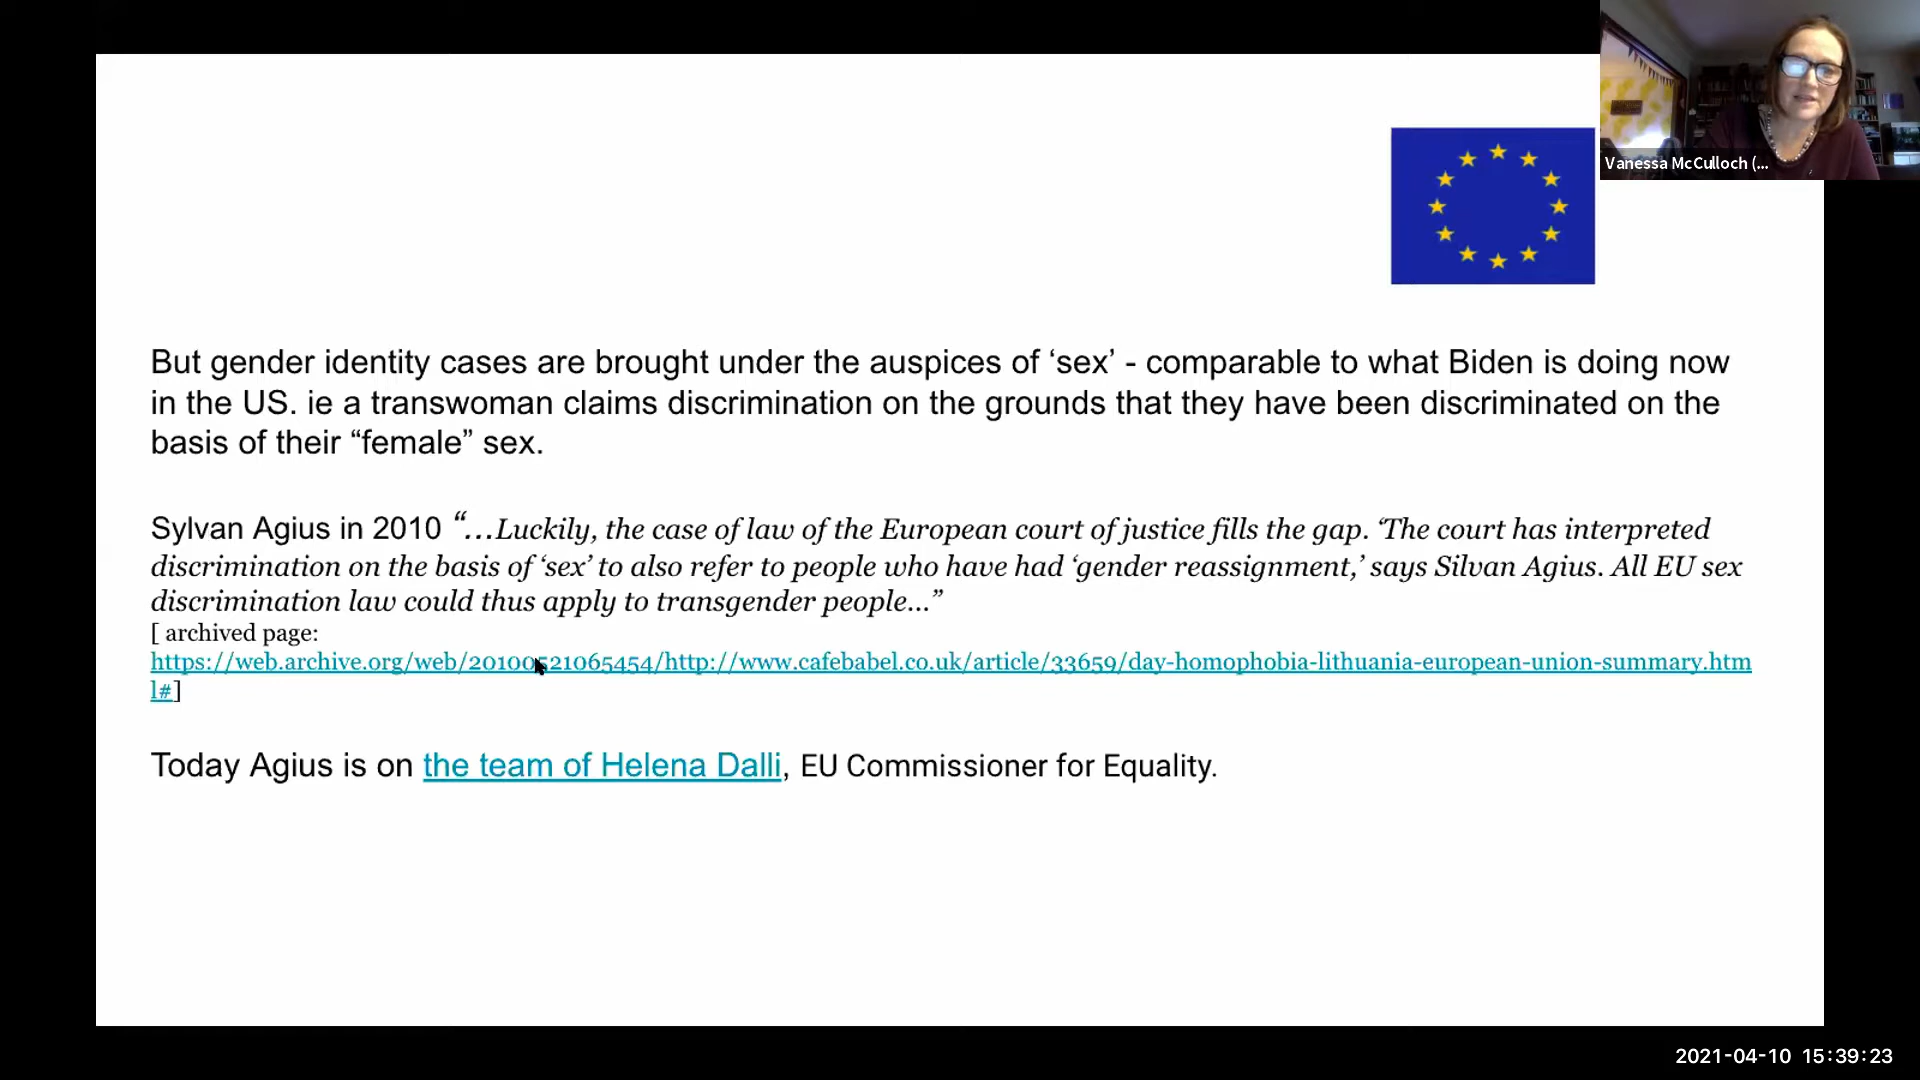 Vanessa McCulloch (...
But gender identity cases are brought under the auspices of ‘sex’ - comparable to what Biden is doing now
in the US. ie a transwoman claims discrimination on the grounds that they have been discriminated on the
basis of their “female” sex.
Sylvan Agius in 2010 “...Luckily, the case of law of the European court of justice fills the gap. ‘The court has interpreted
discrimination on the basis of ‘sex’ to also refer to people who have had ‘gender reassignment,’ says Silvan Agius. All EU sex
discrimination law could thus apply to transgender people...”
[ archived page:
https://web.archive.org/web/20100521065454/http://www.cafebabel.co.uk/article/33659/day-homophobia-lithuania-european-union-summary.htm
l#]
Today Agius is on the team of Helena Dalli, EU Commissioner for Equality.
2021-04-10 15:39:23